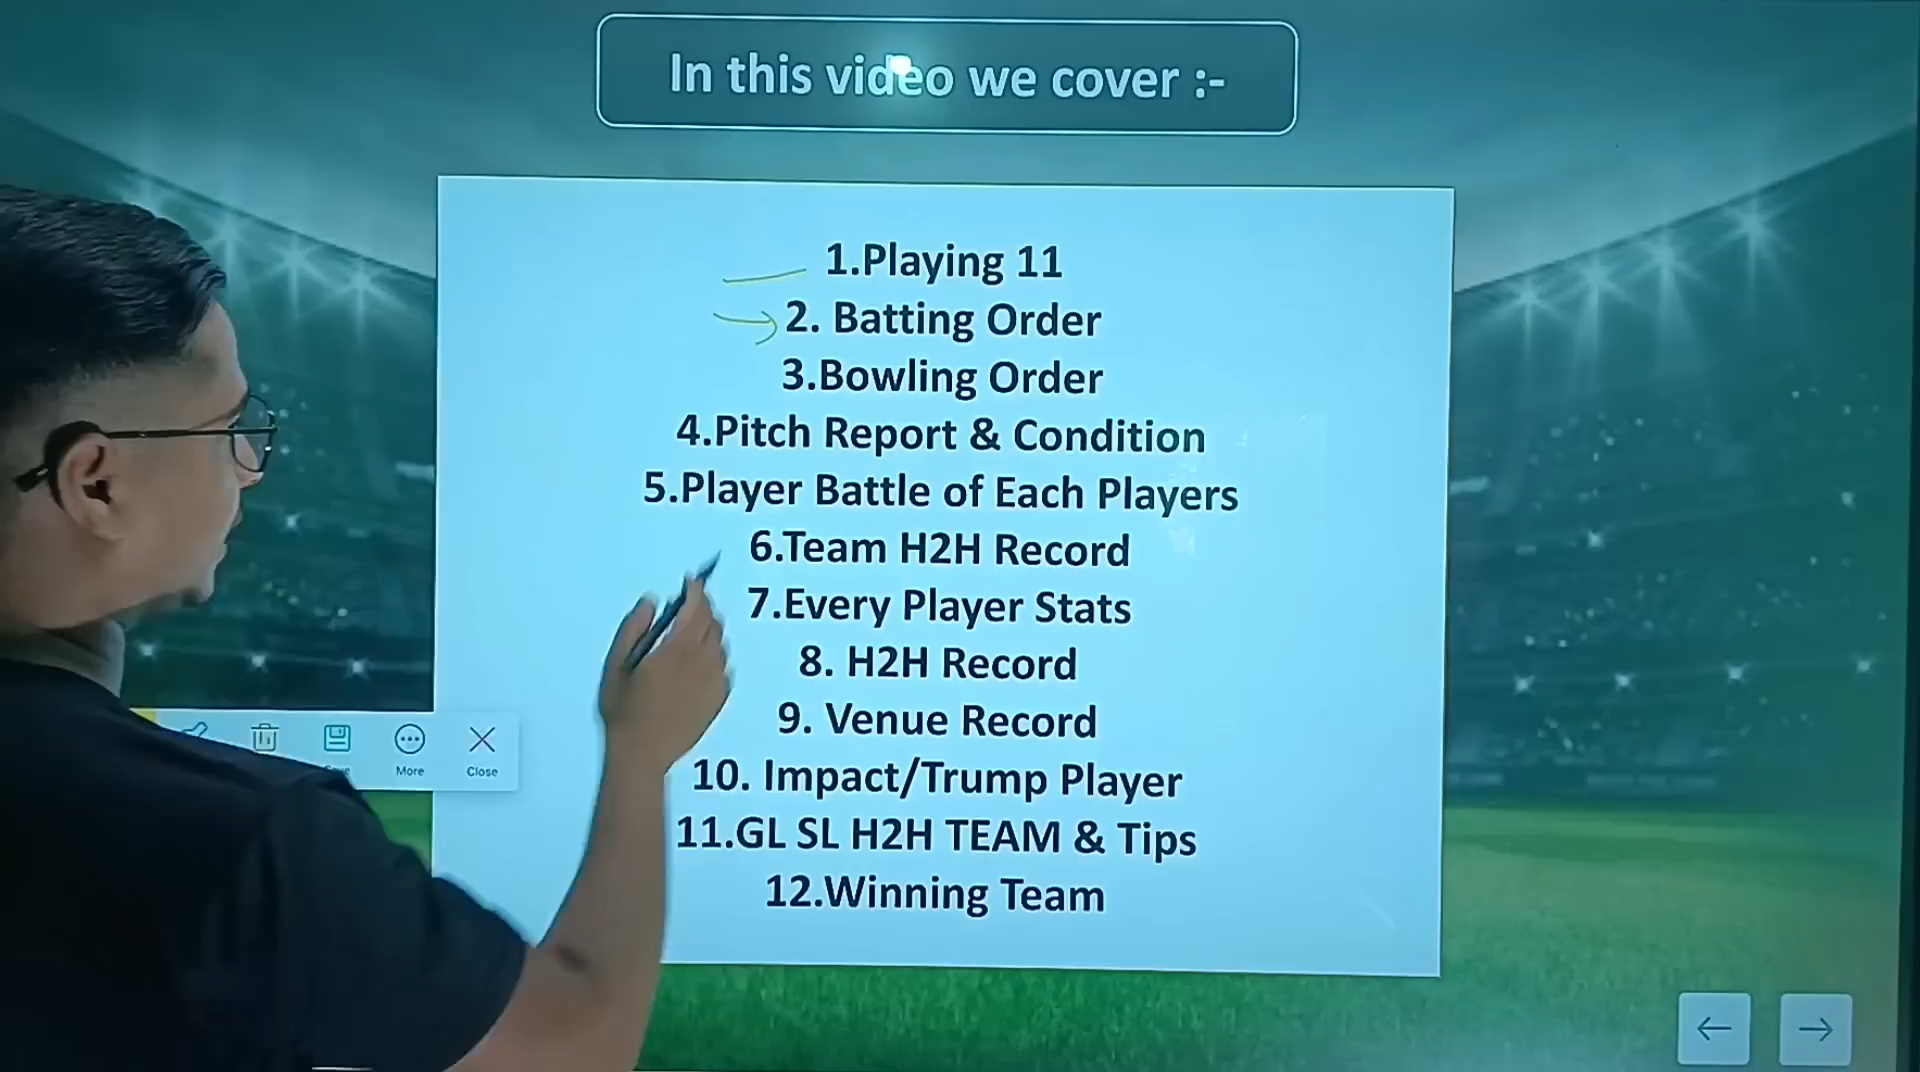 In this video we cover :-
1.Playing 11
2. Batting Order
3.Bowling Order
4.Pitch Report & Condition
5.Player Battle of Each Players
6.Team H2H Record
7.Every Player Stats
8. H2H Record
9. Venue Record
10. Impact/Trump Player
11.GL SL H2H TEAM & Tips
12.Winning Team
More
Close